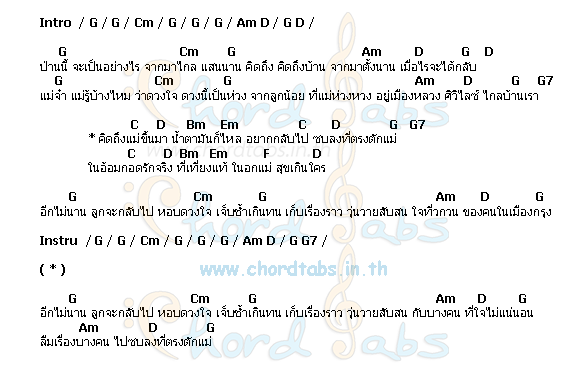 Intro / G / G / Cm / G / G / G / Am D / G D /
G Cm G Am D G D
ป่านนี้ จะเป็นอย่างไร จากมาไกล แสนนาน คิดถึง คิดถึงบ้าน จากมาตั้งนาน เมื่อไรจะได้กลับ
G Cm G Am D G G7
แม่จ๋า แม่รู้บ้างไหม ว่าดวงใจ ดวงนี้เป็นห่วง จากลูกน้อย ที่แม่ห่วงหวง อยู่เมืองหลวง ศิวิไลซ์ ไกลบ้านเรา
C D Bm Em C D G G7
* คิดถึงแม่ขึ้นมา น้ำตามันก็ไหล อยากกลับไป ซบลงที่ตรงตักแม่
C D Bm Em F D
ในอ้อมกอดรักจริง ที่เที่ยงแท้ ในอกแม่ สุขเกินใคร
G Cm G Am D G
อีกไม่นาน ลูกจะกลับไป หอบดวงใจ เจ็บช้ำเกินทน เก็บเรื่องราว วุ่นวายสับสน ใจที่วกวน ของคนในเมืองกรุง
Instru / G / G / Cm / G / G / G / Am D / G G7 /
( * )
www.chordtabs.in.th
G Cm G Am D G
อีกไม่นาน ลูกจะกลับไป หอบดวงใจ เจ็บช้ำเกินทน เก็บเรื่องราว วุ่นวายสับสน กับบางคน ที่ใจไม่แน่นอน
Am D G
ลืมเรื่องบางคน ไปซบลงที่ตรงตักแม่